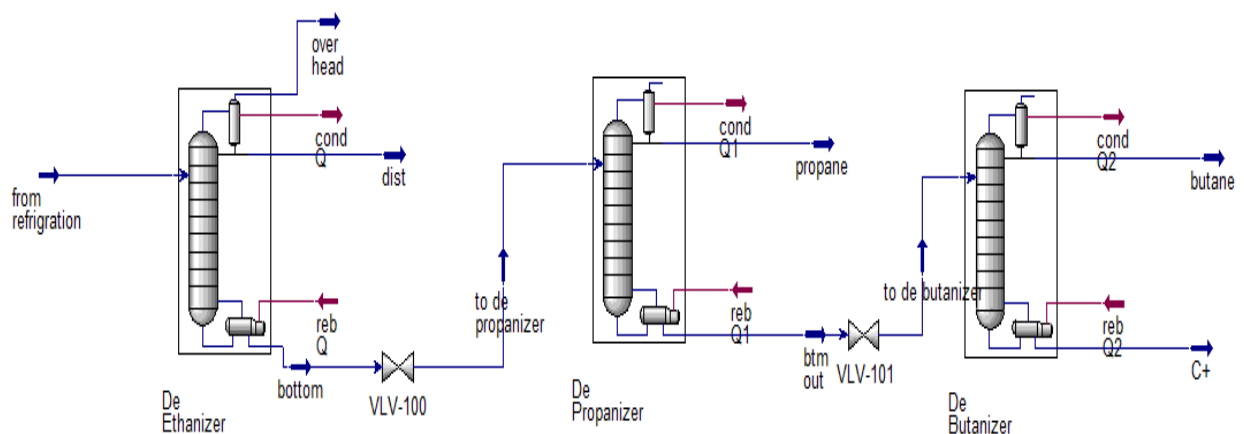 from
refrigration
over
head
cond
Q
dist
reb
Q
bottom
De
Ethanizer
VLV-100
to de
propanizer
cond
Q1
propane
reb
Q1
btm
out
De
Propanizer
VLV-101
to de butanizer
cond
Q2
butane
reb
Q2
C+
De
Butanizer